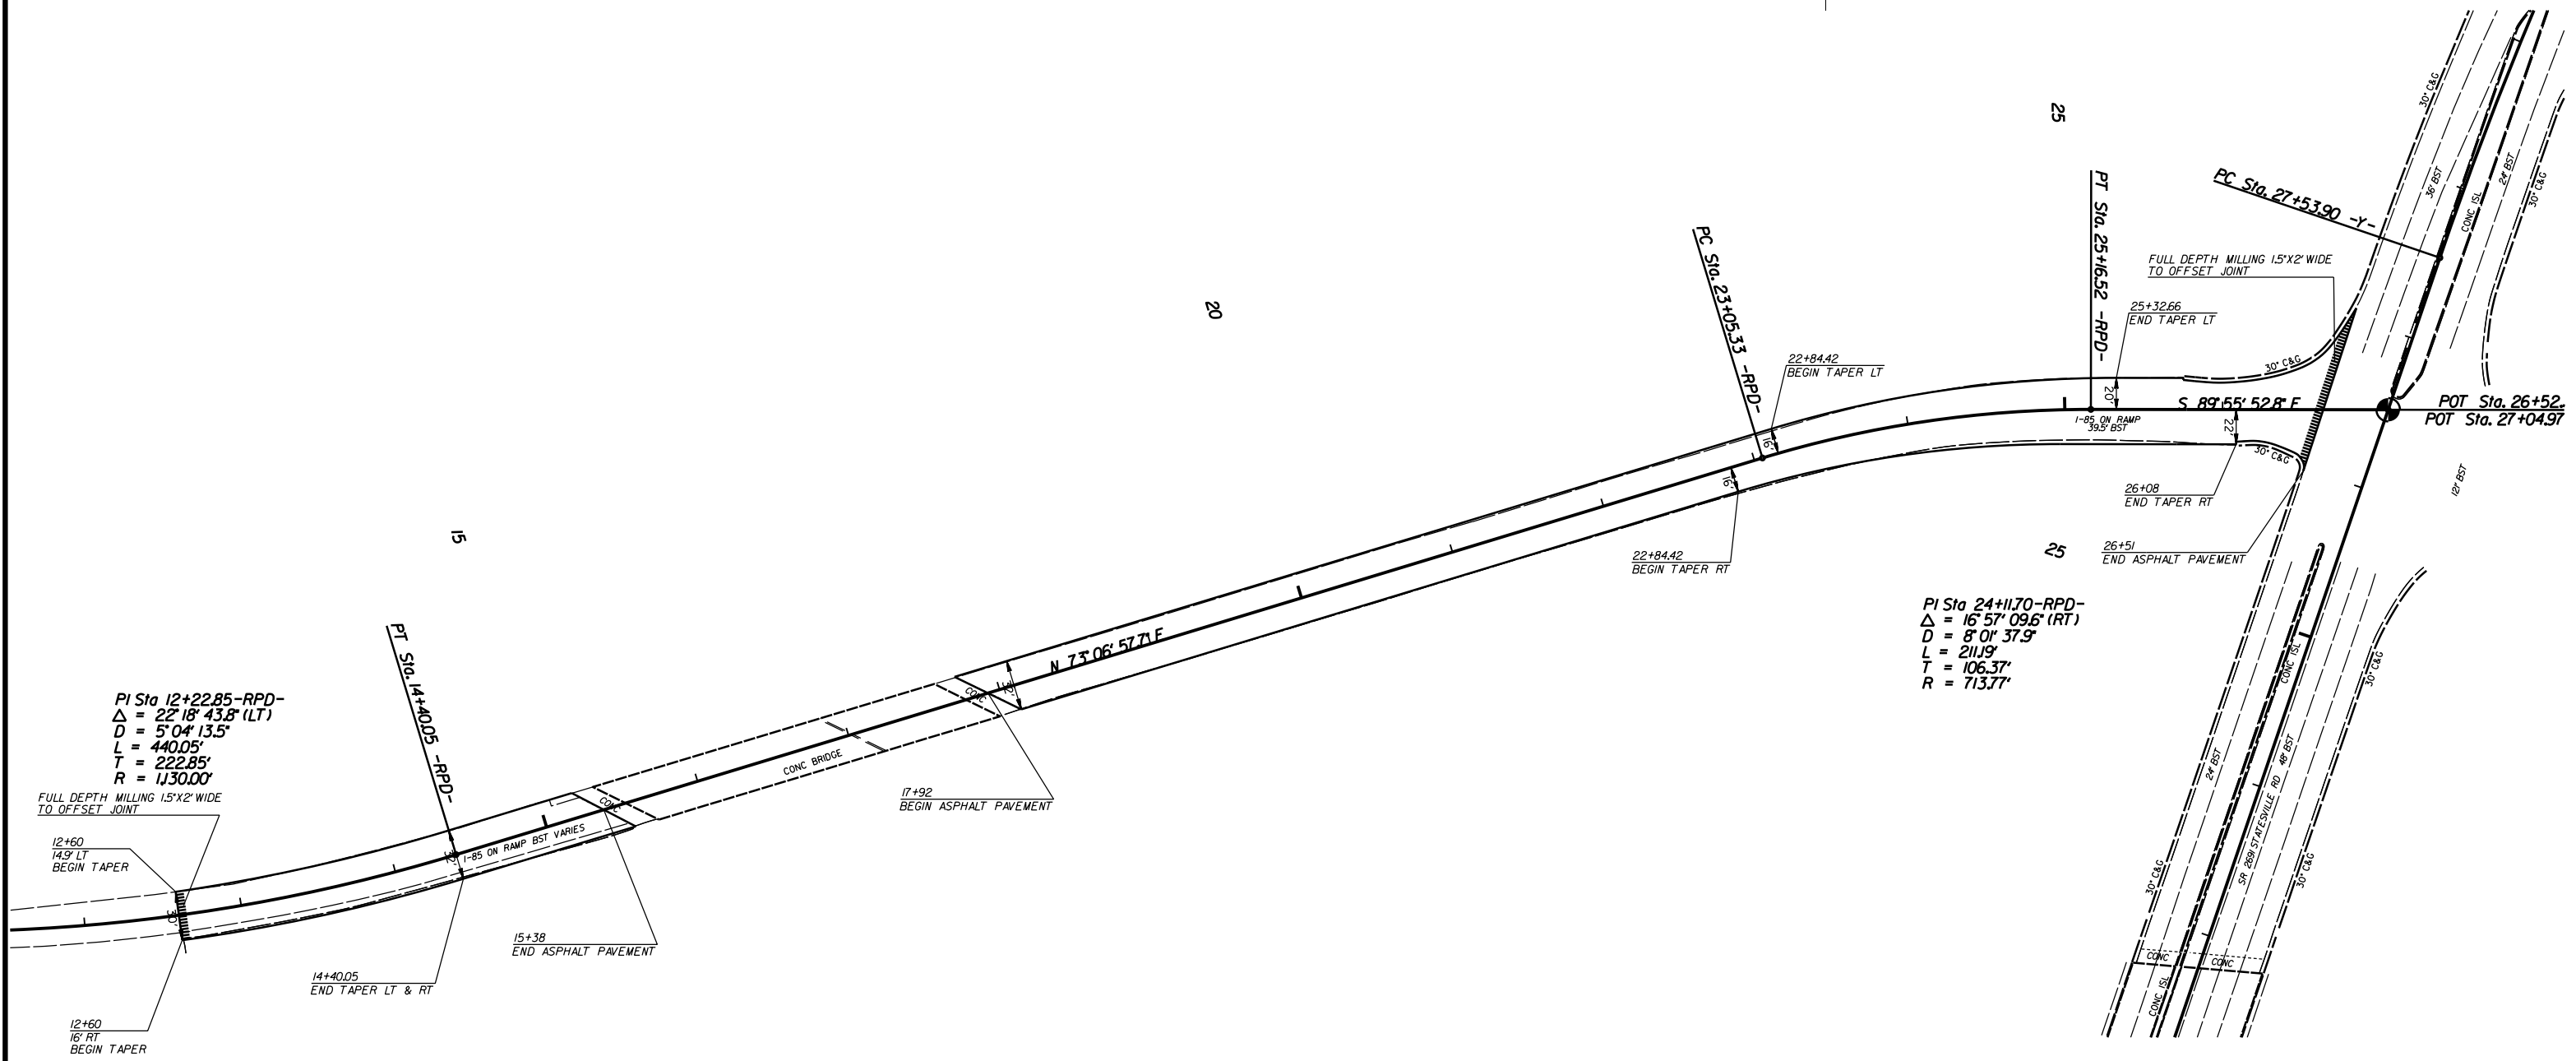 25
30" C&G
36' BST
24' BST
CONC ISL
30" C&G
PC Sta. 27+53.90 -Y-
PT Sta. 25+16.52 -RPD-
PC Sta. 23+05.33 -RPD-
FULL DEPTH MILLING 1.5"X2' WIDE
TO OFFSET JOINT
20
25+32.66
END TAPER LT
22+84.42
BEGIN TAPER LT
30" C&G
20'
S 89° 55' 52.8" E
POT Sta. 26+52.
POT Sta. 27+04.97
I-85 ON RAMP
39.5' BST
22'
16'
16'
30" C&G
121' BST
26+08
END TAPER RT
15
25
26+51
END ASPHALT PAVEMENT
22+84.42
BEGIN TAPER RT
PI Sta 24+11.70-RPD-
Δ = 16° 57' 09.6" (RT)
D = 8° 01' 37.9"
L = 211.19'
T = 106.37'
R = 713.77'
N 73° 06' 57.7" E
32'
CONC
PT Sta. 14+40.05 -RPD-
PI Sta 12+22.85-RPD-
Δ = 22° 18' 43.8" (LT)
D = 5° 04' 13.5"
L = 440.05'
T = 222.85'
R = 1,130.00'
FULL DEPTH MILLING 1.5"X2' WIDE
TO OFFSET JOINT
CONC BRIDGE
17+92
BEGIN ASPHALT PAVEMENT
CONC
I-85 ON RAMP BST VARIES
32'
12+60
14.9' LT
BEGIN TAPER
30'
15+38
END ASPHALT PAVEMENT
14+40.05
END TAPER LT & RT
12+60
16' RT
BEGIN TAPER
CONC ISL
30" C&G
24' BST
SR 2691 STATESVILLE RD 48' BST
30" C&G
30" C&G
CONC
CONC
CONC ISL